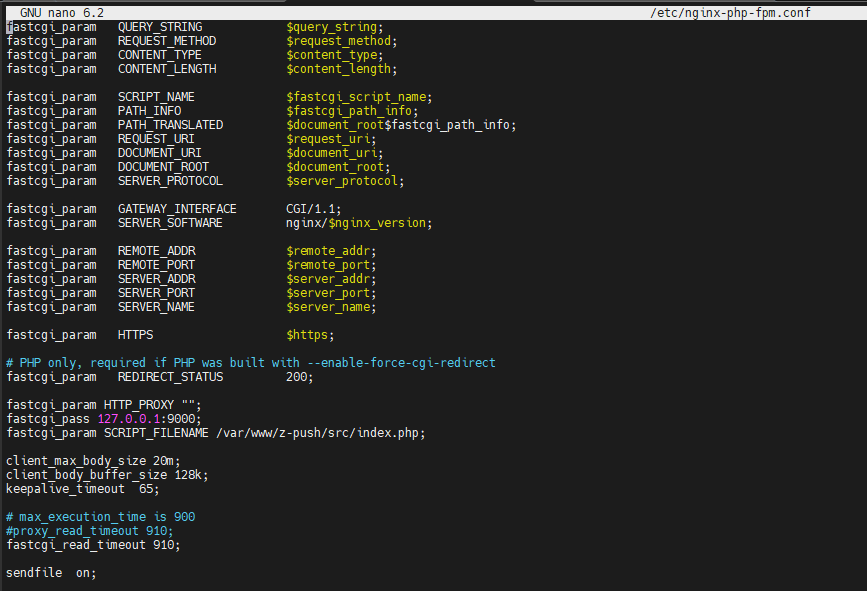 GNU nano 6.2 /etc/nginx-php-fpm.conf
fastcgi_param QUERY_STRING $query_string;
fastcgi_param REQUEST_METHOD $request_method;
fastcgi_param CONTENT_TYPE $content_type;
fastcgi_param CONTENT_LENGTH $content_length;
fastcgi_param SCRIPT_NAME $fastcgi_script_name;
fastcgi_param PATH_INFO $fastcgi_path_info;
fastcgi_param PATH_TRANSLATED $document_root$fastcgi_path_info;
fastcgi_param REQUEST_URI $request_uri;
fastcgi_param DOCUMENT_URI $document_uri;
fastcgi_param DOCUMENT_ROOT $document_root;
fastcgi_param SERVER_PROTOCOL $server_protocol;
fastcgi_param GATEWAY_INTERFACE CGI/1.1;
fastcgi_param SERVER_SOFTWARE nginx/$nginx_version;
fastcgi_param REMOTE_ADDR $remote_addr;
fastcgi_param REMOTE_PORT $remote_port;
fastcgi_param SERVER_ADDR $server_addr;
fastcgi_param SERVER_PORT $server_port;
fastcgi_param SERVER_NAME $server_name;
fastcgi_param HTTPS $https;
# PHP only, required if PHP was built with --enable-force-cgi-redirect
fastcgi_param REDIRECT_STATUS 200;
fastcgi_param HTTP_PROXY "";
fastcgi_pass 127.0.0.1:9000;
fastcgi_param SCRIPT_FILENAME /var/www/z-push/src/index.php;
client_max_body_size 20m;
client_body_buffer_size 128k;
keepalive_timeout 65;
# max_execution_time is 900
#proxy_read_timeout 910;
fastcgi_read_timeout 910;
sendfile on;